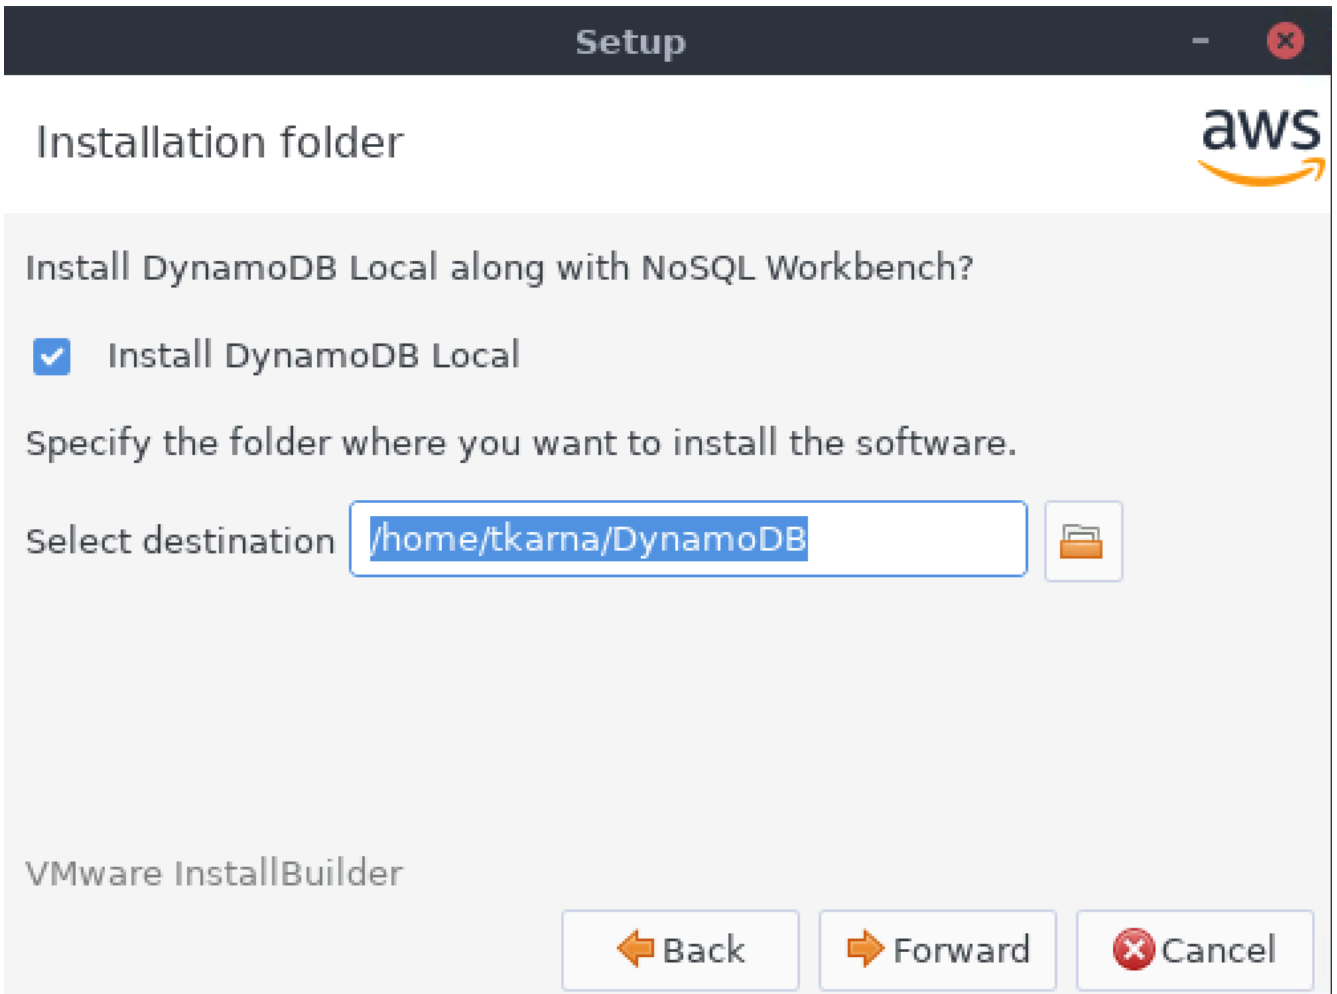 Setup
Installation folder
aws
Install DynamoDB Local along with NoSQL Workbench?
Install DynamoDB Local
Specify the folder where you want to install the software.
Select destination /home/tkarna/DynamoDB
VMware InstallBuilder
Back Forward Cancel